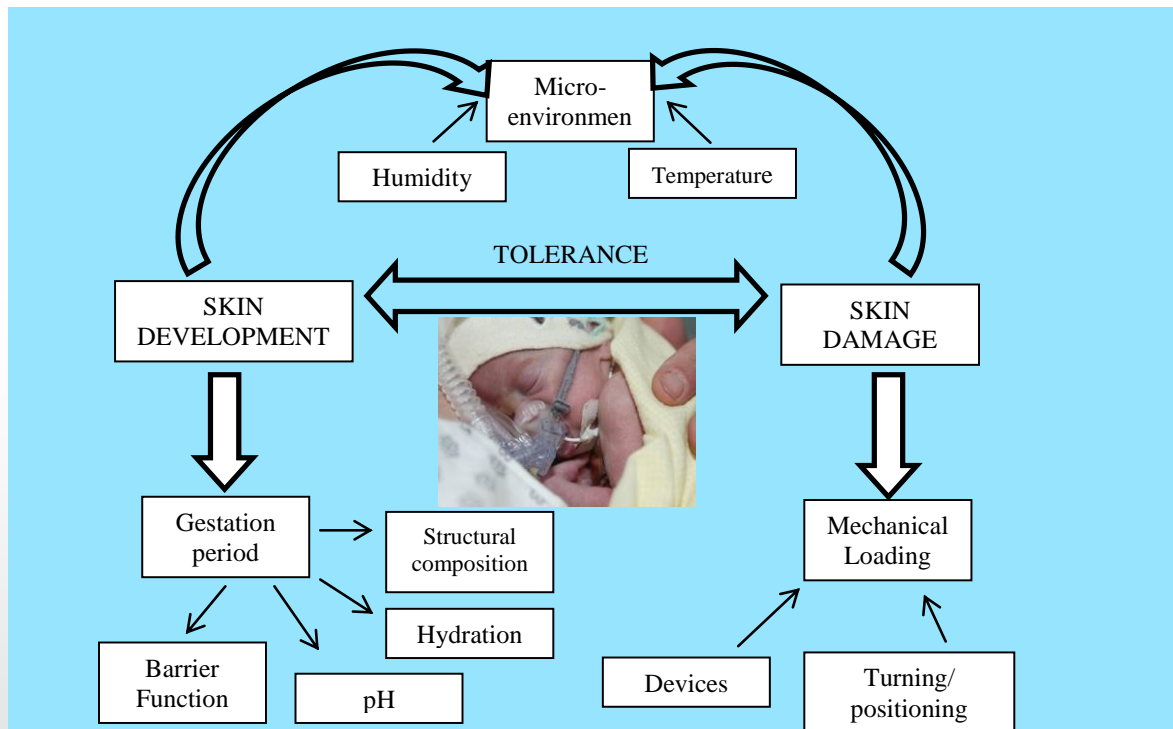 Micro-
environmen
Humidity
Temperature
TOLERANCE
SKIN
DEVELOPMENT
SKIN
DAMAGE
Gestation
period
Structural
composition
Mechanical
Loading
Hydration
Barrier
Function
pH
Devices
Turning/
positioning